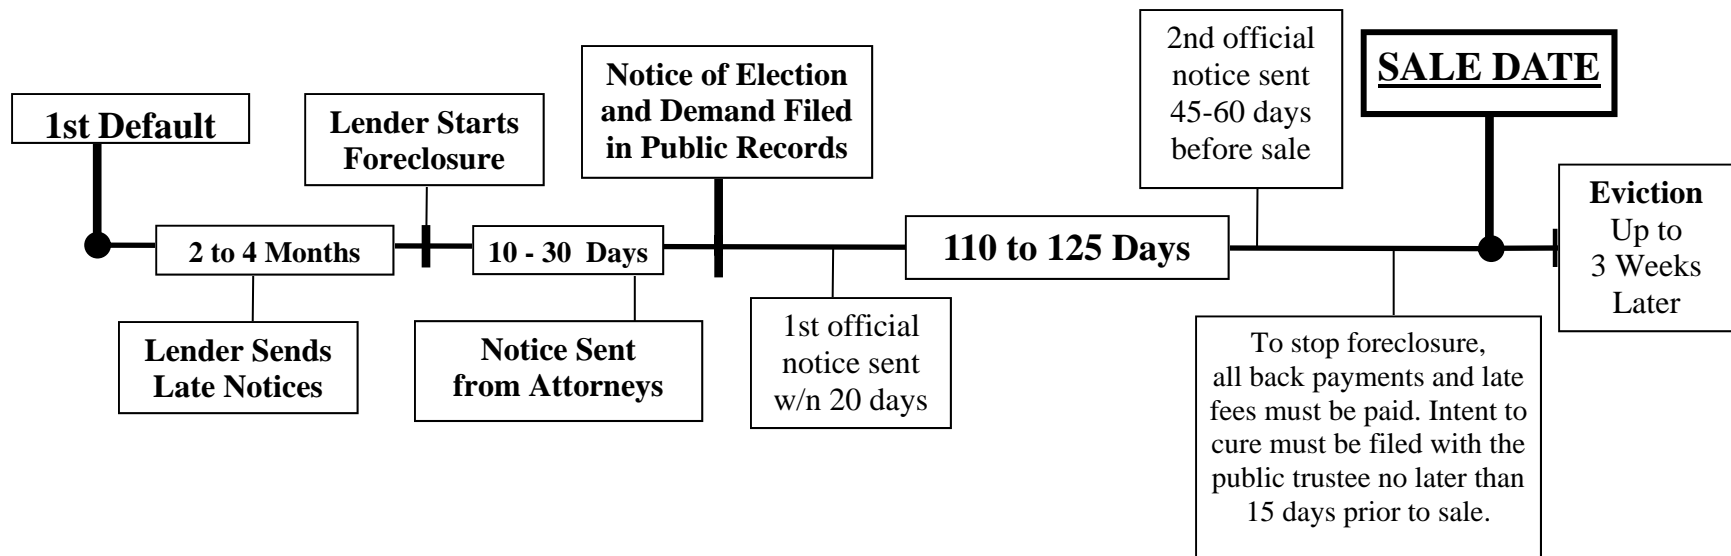 1st Default
Lender Starts
Foreclosure
Notice of Election
and Demand Filed
in Public Records
2nd official
notice sent
45-60 days
before sale
SALE DATE
2 to 4 Months
10 - 30  Days
110 to 125 Days
Eviction
Up to
3 Weeks
Later
Lender Sends
Late Notices
Notice Sent
from Attorneys
1st official
notice sent
w/n 20 days
To stop foreclosure,
all back payments and late
fees must be paid. Intent to
cure must be filed with the
public trustee no later than
15 days prior to sale.